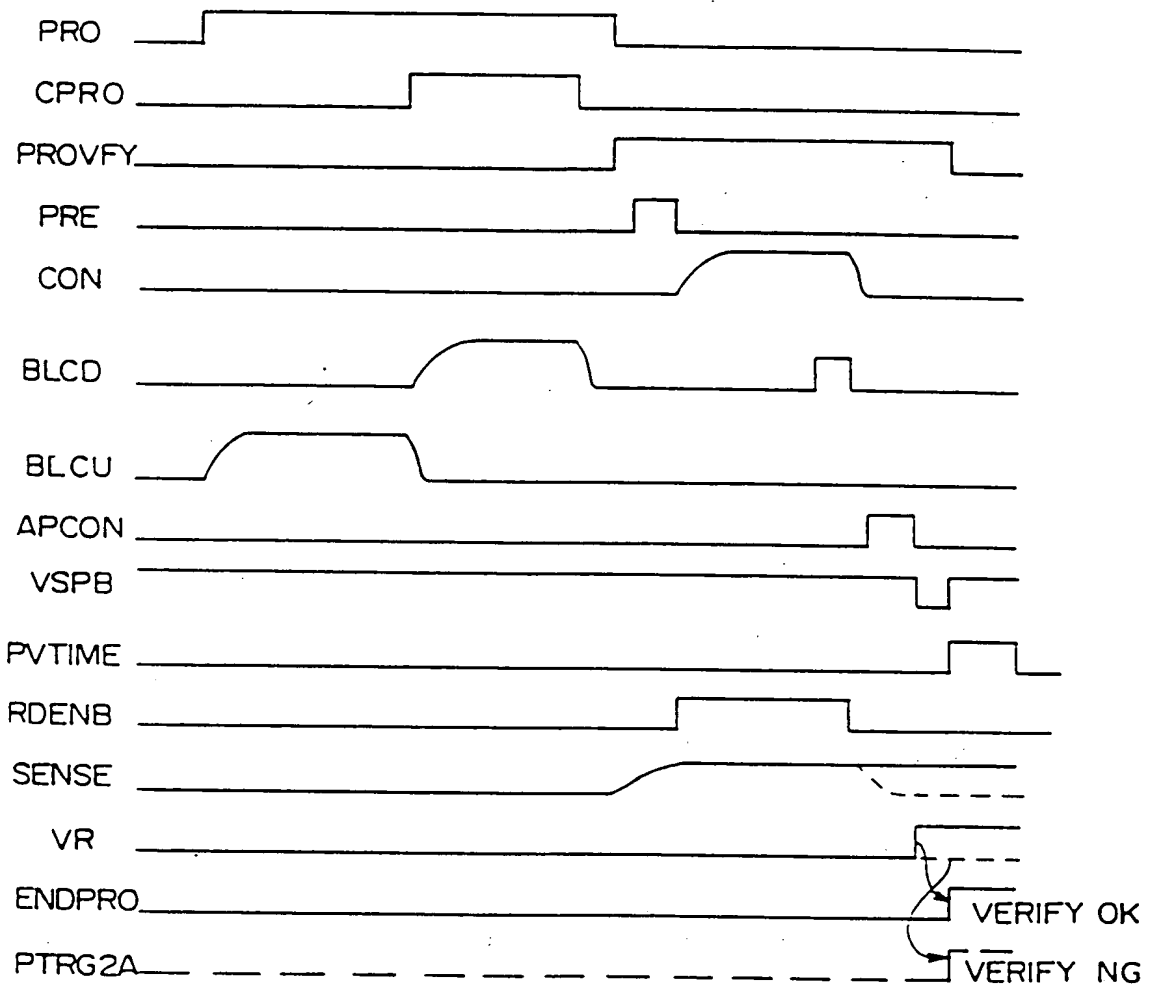 PRO
CPRO
PROVFY
PRE
CON
BLCD
BLCU
APCON
VSPB
PVTIME
RDENB
SENSE
VR
ENDPRO VERIFY OK
PTRG2A VERIFY NG